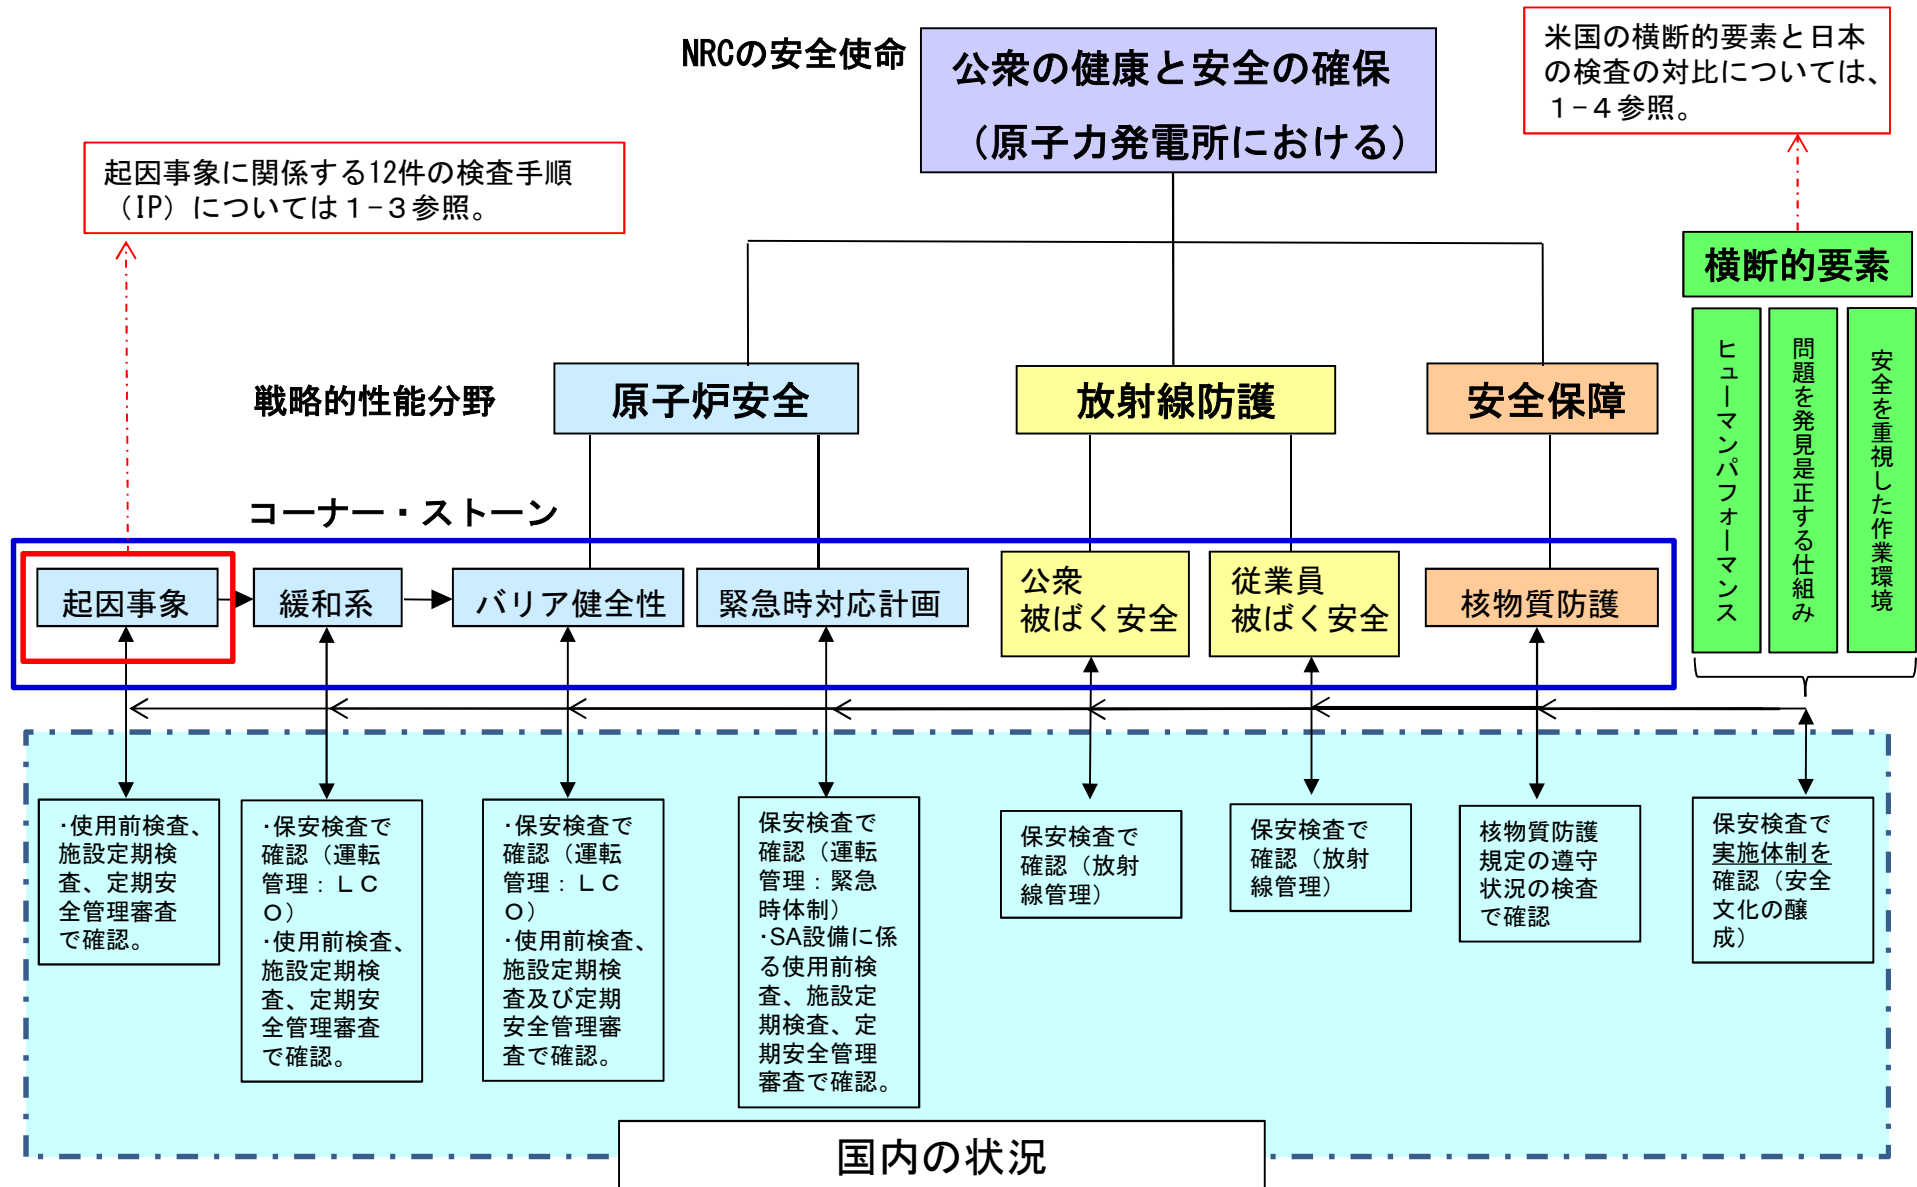 NRCの安全使命
公衆の健康と安全の確保
（原子力発電所における）
米国の横断的要素と日本
の検査の対比については、
１-４参照。
起因事象に関係する12件の検査手順
（IP）については１-３参照。
横断的要素
ヒューマンパフォーマンス
問題を発見是正する仕組み
安全を重視した作業環境
戦略的性能分野
原子炉安全
放射線防護
安全保障
コーナー・ストーン
起因事象
緩和系
バリア健全性
緊急時対応計画
公衆
被ばく安全
従業員
被ばく安全
核物質防護
・使用前検査、
施設定期検
査、定期安
全管理審査
で確認。
・保安検査で
確認（運転
管理：ＬＣ
Ｏ）
・使用前検査、
施設定期検
査、定期安
全管理審査
で確認。
・保安検査で
確認（運転
管理：ＬＣ
Ｏ）
・使用前検査、
施設定期検
査及び定期
安全管理審
査で確認。
保安検査で
確認（運転
管理：緊急
時体制）
・SA設備に係
る使用前検
査、施設定
期検査、定
期安全管理
審査で確認。
保安検査で
確認（放射
線管理）
保安検査で
確認（放射
線管理）
核物質防護
規定の遵守
状況の検査
で確認
保安検査で
実施体制を
確認（安全
文化の醸
成）
国内の状況